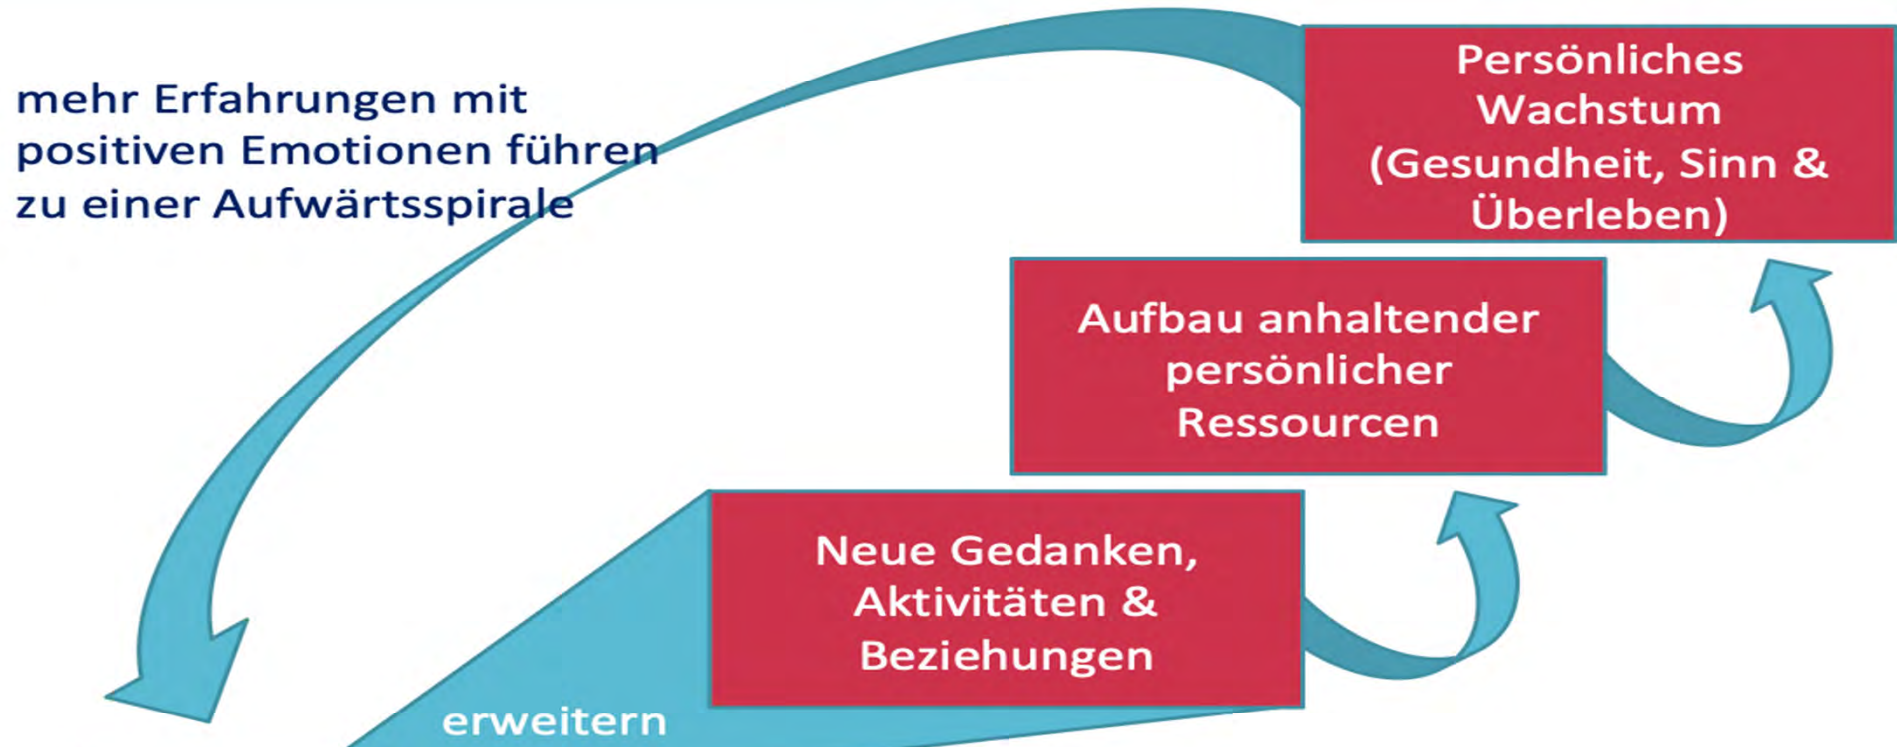 mehr Erfahrungen mit
positiven Emotionen führen
zu einer Aufwärtsspirale
Persönliches
Wachstum
(Gesundheit, Sinn &
Überleben)
Aufbau anhaltender
persönlicher
Ressourcen
Neue Gedanken,
Aktivitäten &
Beziehungen
erweitern